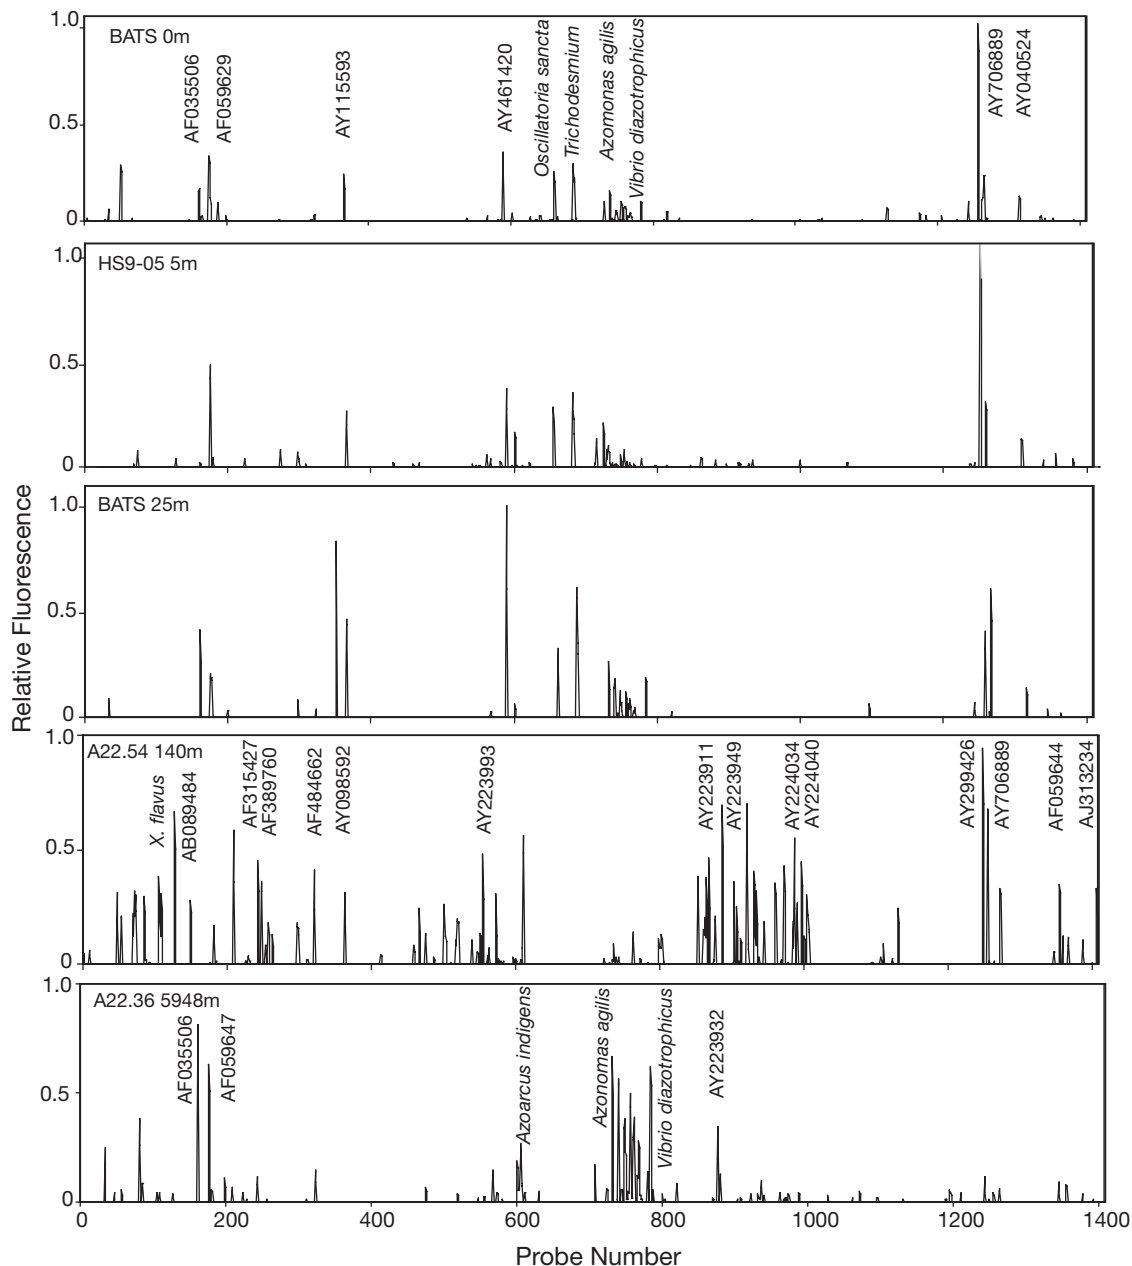 1.0
BATS 0m
AF035506
AF059629
AY115593
AY461420
Oscillatoria sancta
Trichodesmium
Azomonas agilis
Vibrio diazotrophicus
AY706889
AY040524
0.5
0
1.0
HS9-05 5m
0.5
0
1.0
BATS 25m
0.5
0
Relative Fluorescence
1.0
A22.54 140m
X. flavus
AB089484
AF315427
AF389760
AF484662
AY098592
AY223993
AY223911
AY223949
AY224034
AY224040
AY299426
AY706889
AF059644
AJ313234
0.5
0
1.0
A22.36 5948m
AF035506
AF059647
Azoarcus indigens
Azonomas agilis
Vibrio diazotrophicus
AY223932
0.5
0
0 200 400 600 800 1000 1200 1400
Probe Number